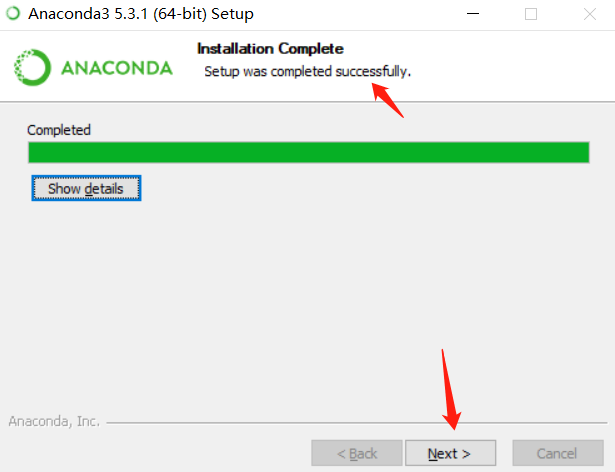 Anaconda3 5.3.1 (64-bit) Setup
ANACONDA
Installation Complete
Setup was completed successfully.
Completed
Show details
Anaconda, Inc.
< Back
Next >
Cancel